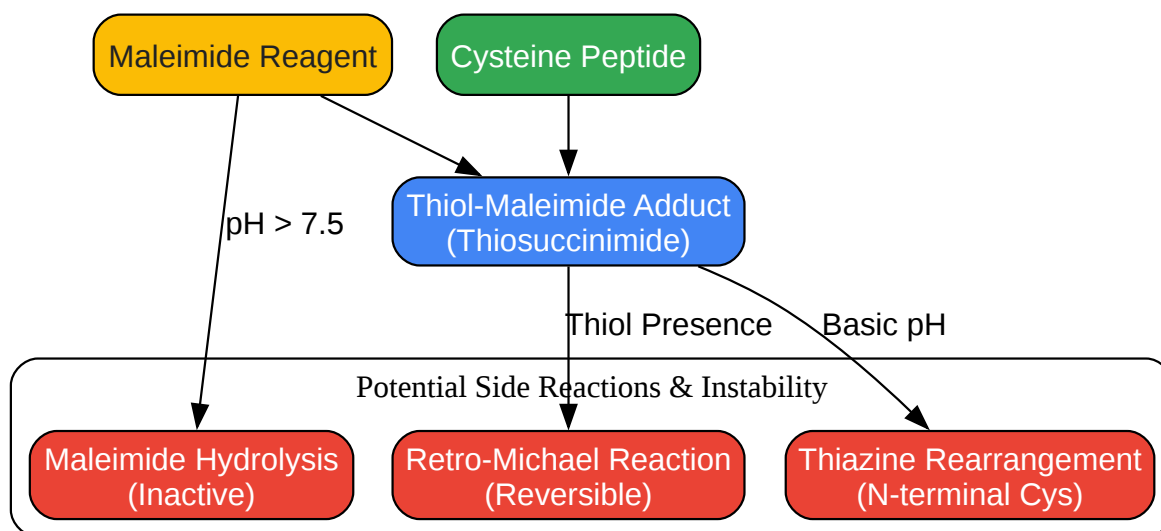 Maleimide Reagent
Cysteine Peptide
Thiol-Maleimide Adduct
(Thiosuccinimide)
pH > 7.5
Thiol Presence
Basic pH
Potential Side Reactions & Instability
Maleimide Hydrolysis
(Inactive)
Retro-Michael Reaction
(Reversible)
Thiazine Rearrangement
(N-terminal Cys)